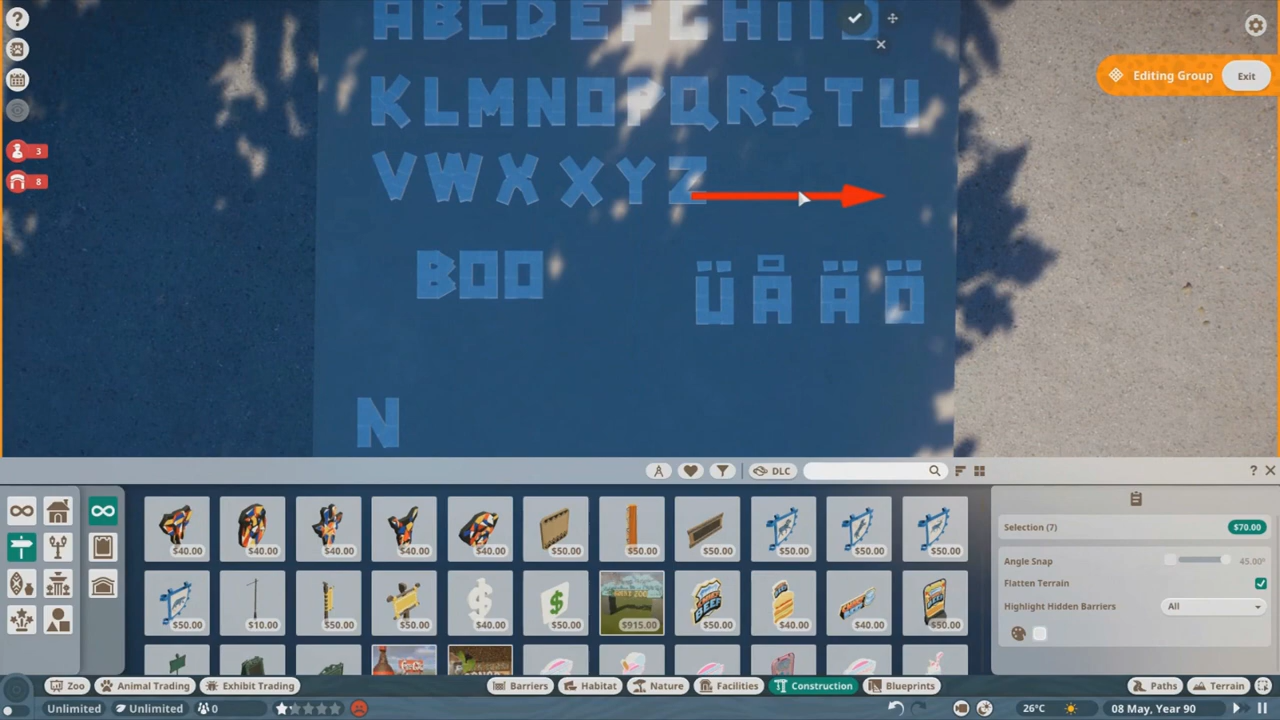 ABCDEFGHIJ
Editing Group
Exit
3
KLMNOPQRSTU
8
VWXXYZ
BOO
ÜÅÄÖ
N
DLC
?
$40.00 $40.00 $40.00 $40.00 $40.00 $50.00 $50.00 $50.00 $50.00 $50.00 $50.00
Selection (7)
$70.00
Angle Snap
45.00°
Flatten Terrain
Highlight Hidden Barriers
All
$50.00 $10.00 $50.00 $50.00 $40.00 $50.00 $915.00 $50.00 $40.00 $40.00 $50.00
Zoo
Animal Trading
Exhibit Trading
Barriers
Habitat
Nature
Facilities
Construction
Blueprints
Paths
Terrain
Unlimited
Unlimited
0
26°C
08 May, Year 90